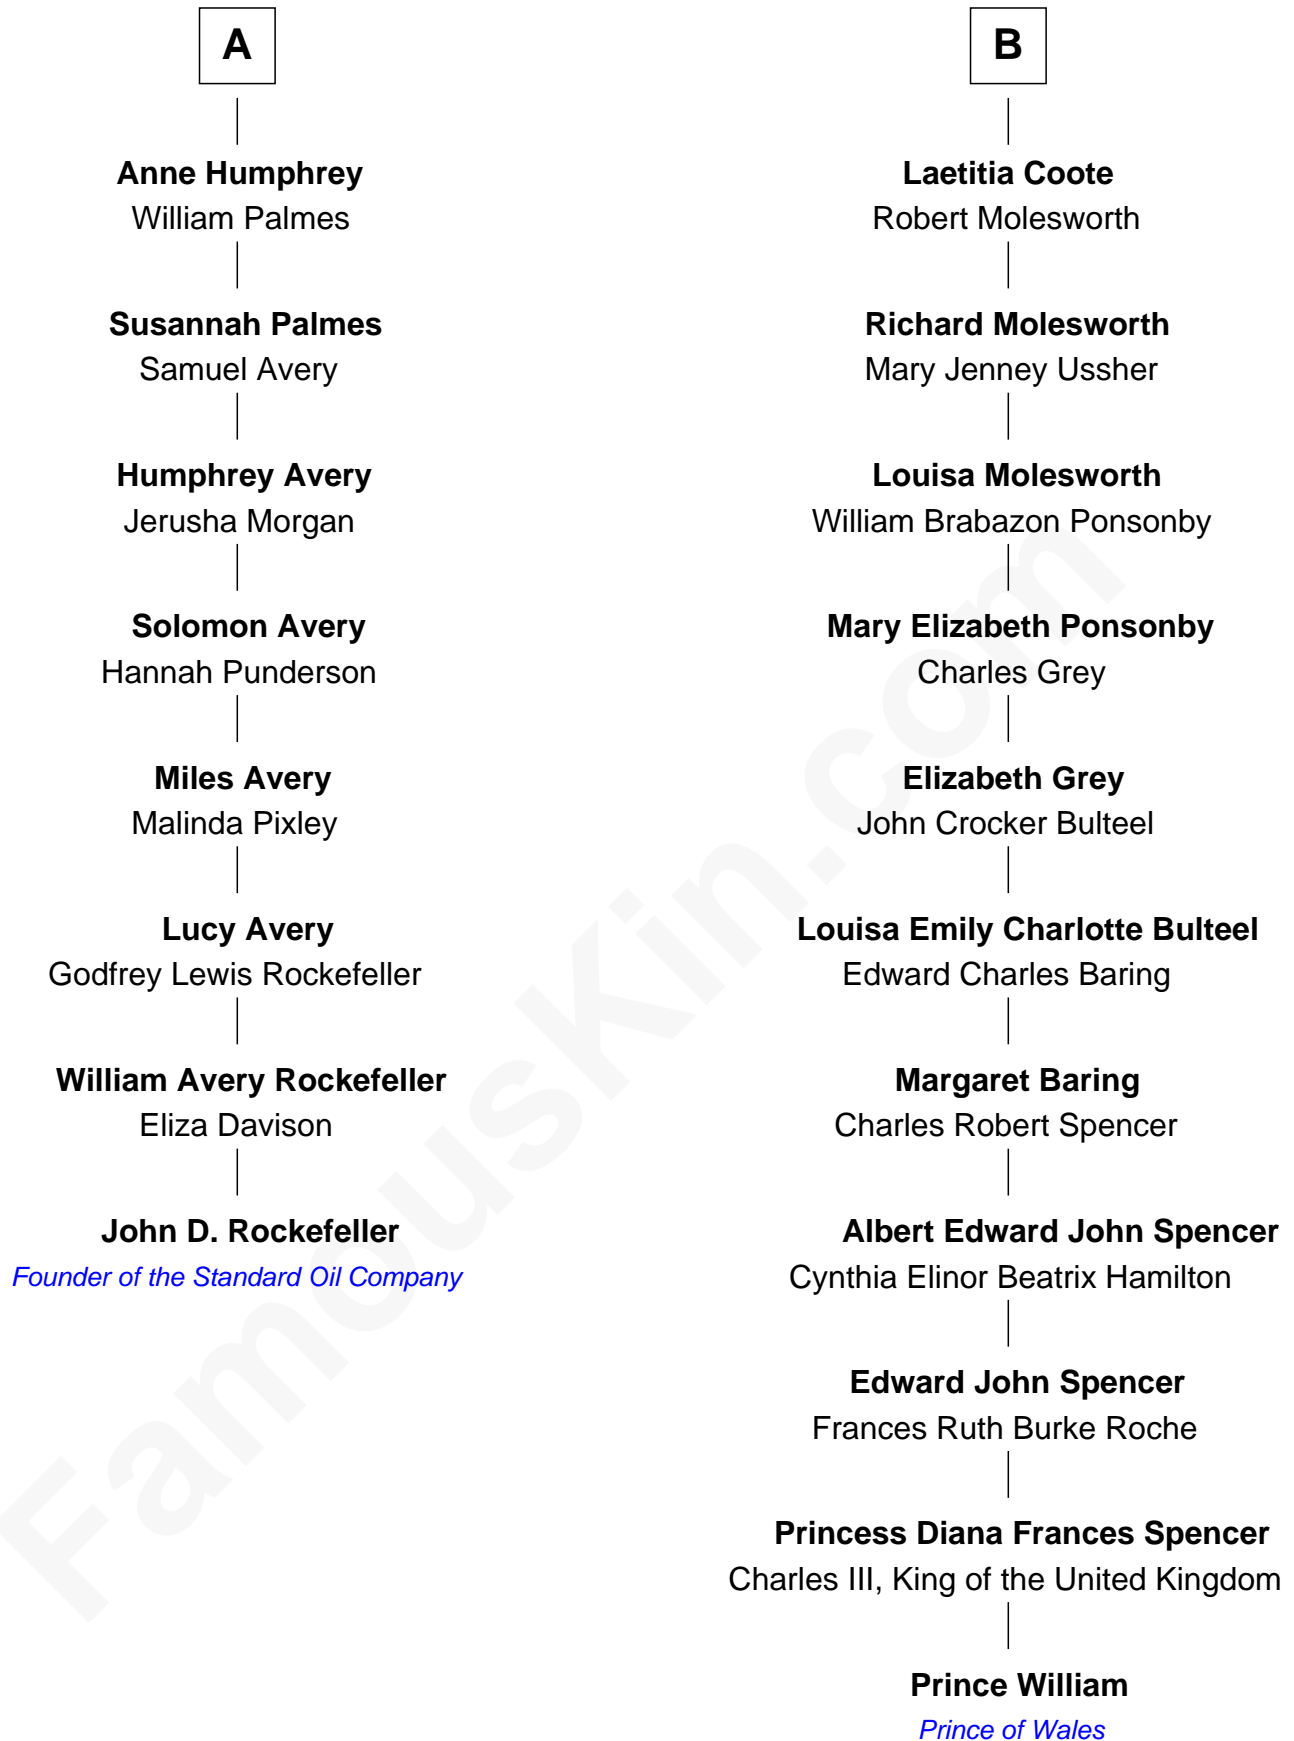 A
Anne Humphrey
William Palmes
Susannah Palmes
Samuel Avery
Humphrey Avery
Jerusha Morgan
Solomon Avery
Hannah Punderson
Miles Avery
Malinda Pixley
Lucy Avery
Godfrey Lewis Rockefeller
William Avery Rockefeller
Eliza Davison
John D. Rockefeller
Founder of the Standard Oil Company
B
Laetitia Coote
Robert Molesworth
Richard Molesworth
Mary Jenney Ussher
Louisa Molesworth
William Brabazon Ponsonby
Mary Elizabeth Ponsonby
Charles Grey
Elizabeth Grey
John Crocker Bulteel
Louisa Emily Charlotte Bulteel
Edward Charles Baring
Margaret Baring
Charles Robert Spencer
Albert Edward John Spencer
Cynthia Elinor Beatrix Hamilton
Edward John Spencer
Frances Ruth Burke Roche
Princess Diana Frances Spencer
Charles III, King of the United Kingdom
Prince William
Prince of Wales
FamousKin.com